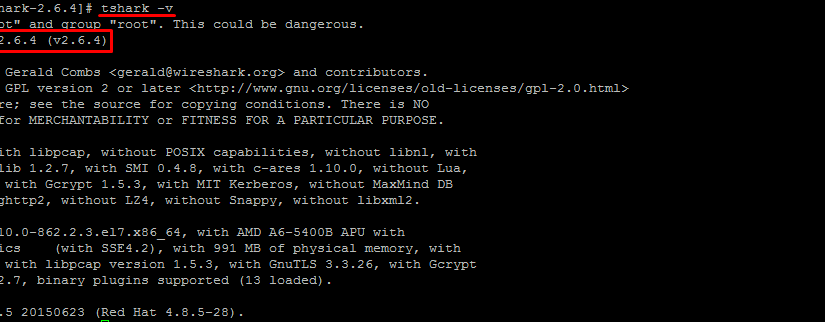 shark-2.6.4]# tshark -v
ot" and group "root". This could be dangerous.
2.6.4 (v2.6.4)
Gerald Combs <gerald@wireshark.org> and contributors.
GPL version 2 or later <http://www.gnu.org/licenses/old-licenses/gpl-2.0.html>
re; see the source for copying conditions. There is NO
for MERCHANTABILITY or FITNESS FOR A PARTICULAR PURPOSE.
ith libpcap, without POSIX capabilities, without libnl, with
lib 1.2.7, with SMI 0.4.8, with c-ares 1.10.0, without Lua,
with Gcrypt 1.5.3, with MIT Kerberos, without MaxMind DB
ghttp2, without LZ4, without Snappy, without libxml2.
10.0-862.2.3.el7.x86_64, with AMD A6-5400B APU with
ics    (with SSE4.2), with 991 MB of physical memory, with
with libpcap version 1.5.3, with GnuTLS 3.3.26, with Gcrypt
2.7, binary plugins supported (13 loaded).
.5 20150623 (Red Hat 4.8.5-28).